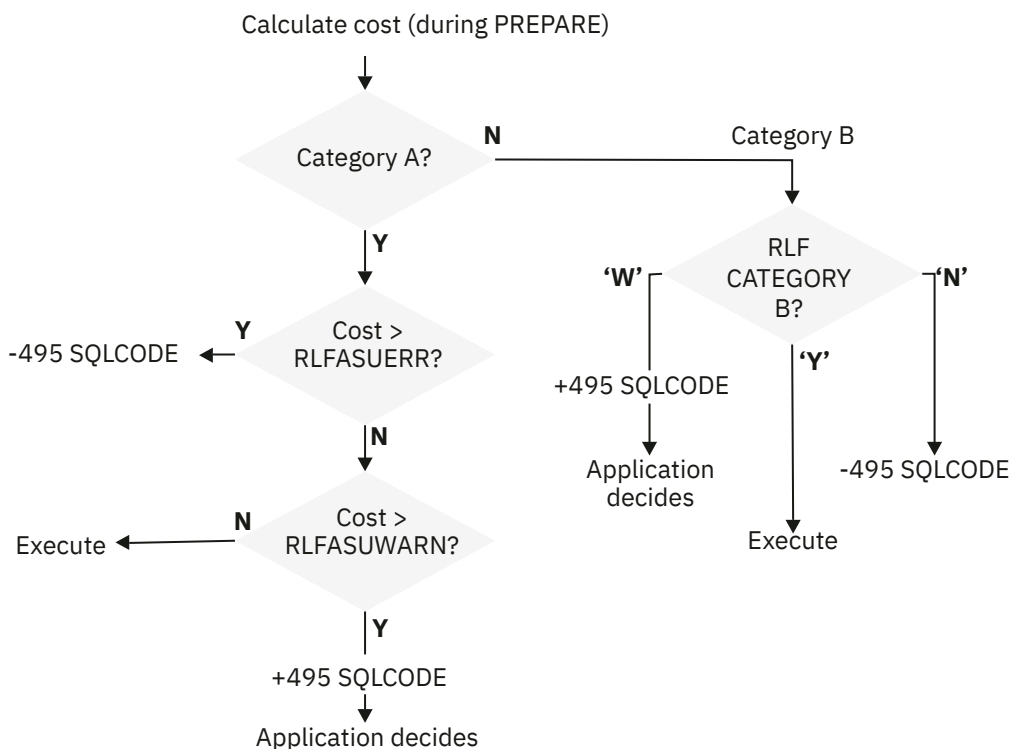 Calculate cost (during PREPARE)
Category A?
N
Category B
Y
RLF
CATEGORY
B?
‘W’
‘N’
‘Y’
+495 SQLCODE
Application
decides
-495 SQLCODE
Execute
Cost >
RLFASUERR?
Y
-495 SQLCODE
N
Cost >
RLFASUWARN?
N
Execute
Y
+495 SQLCODE
Application decides